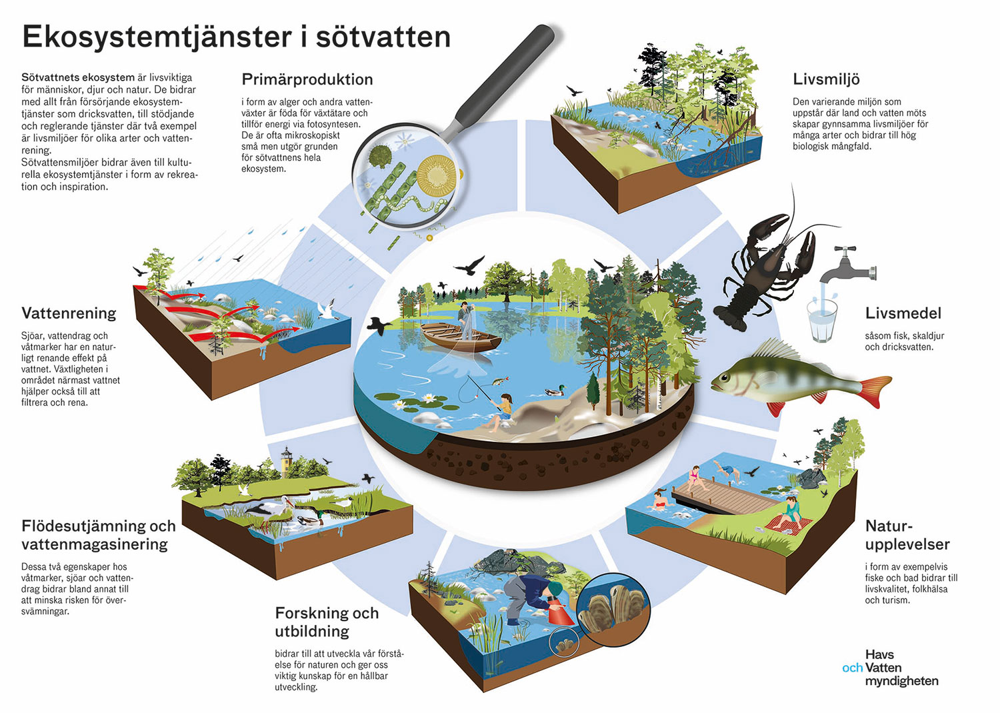 Ekosystemtjänster i sötvatten
Sötvattnets ekosystem är livsviktiga
för människor, djur och natur. De bidrar
med allt från försörjande ekosystem-
tjänster som dricksvatten, till stödjande
och reglerande tjänster där två exempel
är livsmiljöer för olika arter och vatten-
rening.
Sötvattensmiljöer bidrar även till kultu-
rella ekosystemtjänster i form av rekrea-
tion och inspiration.
Primärproduktion
i form av alger och andra vatten-
växter är föda för växtätare och
tillför energi via fotosyntesen.
De är ofta mikroskopiskt
små men utgör grunden
för sötvattnens hela
ekosystem.
Livsmiljö
Den varierande miljön som
uppstår där land och vatten möts
skapar gynnsamma livsmiljöer för
många arter och bidrar till hög
biologisk mångfald.
Vattenrening
Sjöar, vattendrag och
våtmarker har en natur-
ligt renande effekt på
vattnet. Växtligheten i
området närmast vattnet
hjälper också till att
filtrera och rena.
Livsmedel
såsom fisk, skaldjur
och dricksvatten.
Flödesutjämning och
vattenmagasinering
Dessa två egenskaper hos
våtmarker, sjöar och vatten-
drag bidrar bland annat till
att minska risken för över-
svämningar.
Forskning och
utbildning
bidrar till att utveckla vår förstå-
else för naturen och ger oss
viktig kunskap för en hållbar
utveckling.
Natur-
upplevelser
i form av exempelvis
fiske och bad bidrar till
livskvalitet, folkhälsa
och turism.
Havs
och Vatten
myndigheten